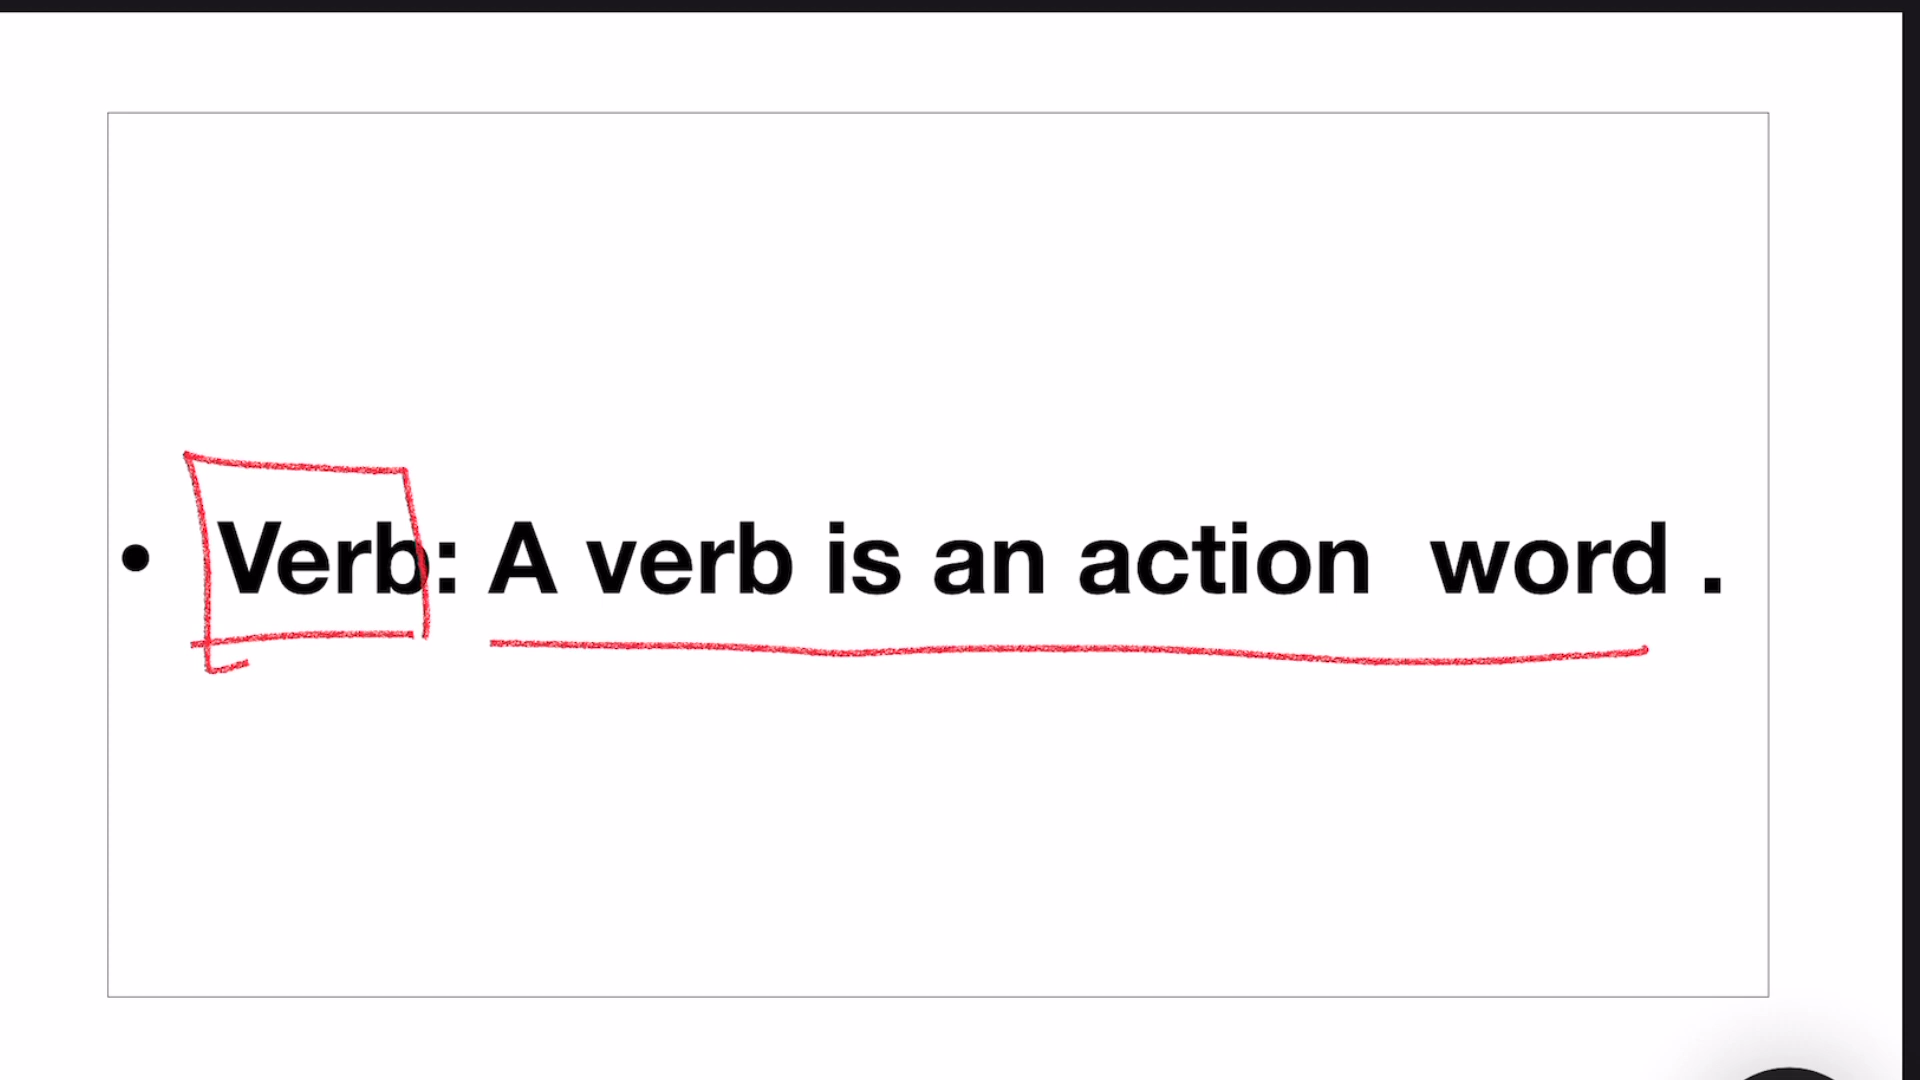 • Verb: A verb is an action  word .